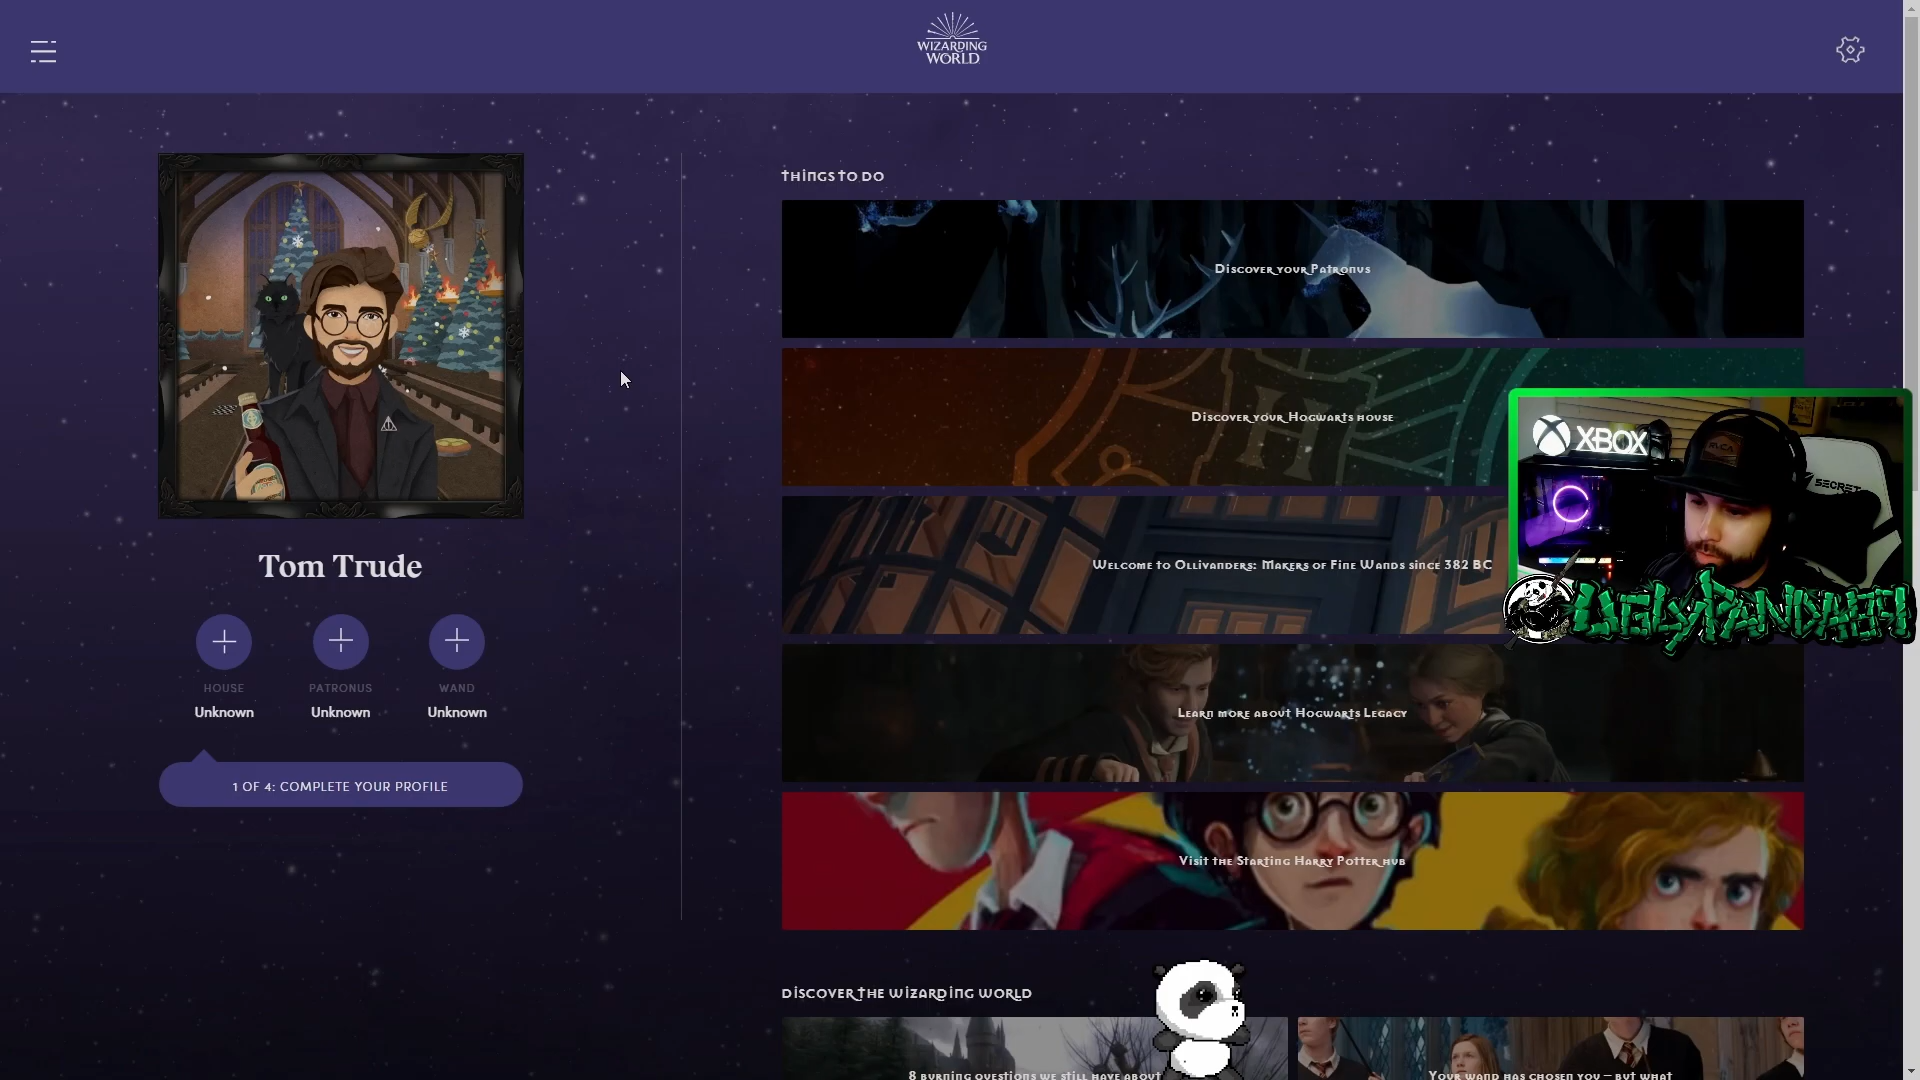 WIZARDING
WORLD
THINGS TO DO
Discover your Patronus
Discover your Hogwarts house
Welcome to Ollivanders: Makers of Fine Wands since 382 BC
Learn more about Hogwarts Legacy
Visit the Starting Harry Potter hub
Tom Trude
HOUSE
PATRONUS
WAND
Unknown
Unknown
Unknown
1 OF 4: COMPLETE YOUR PROFILE
XBOX
MCA
SECRET
DISCOVER THE WIZARDING WORLD
8 burning questions we still have about
Your wand has chosen you – but what